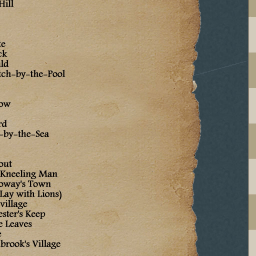 Hill
ck
ld
tch-by-the-Pool
ow
rd
-by-the-Sea
out
Kneeling Man
oway's Town
Lay with Lions)
village
ester's Keep
e Leaves
brook's Village